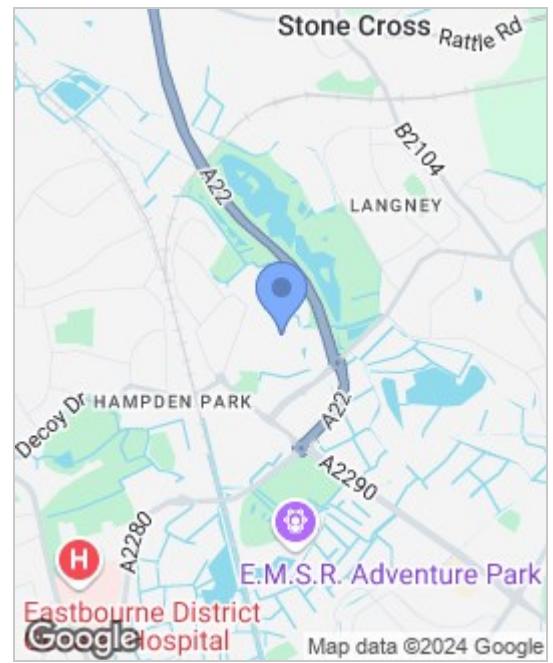 Stone Cross
Rattle Rd
B2104
A22
LANGNEY
Decoy Dr
HAMPDEN PARK
A22
A2290
A2280
H
E.M.S.R. Adventure Park
Eastbourne District
Hospital
Google
Map data ©2024 Google